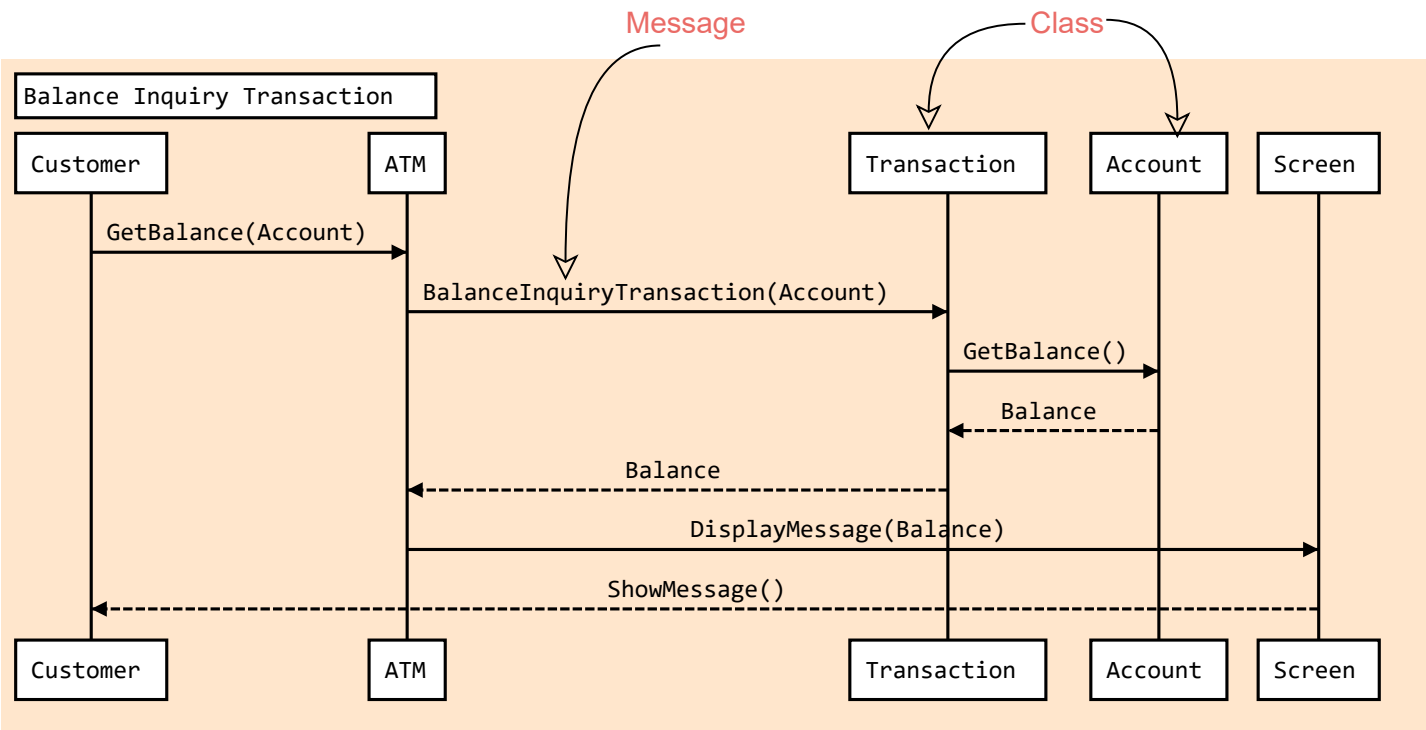 Message
Class
Balance Inquiry Transaction
Customer
ATM
Transaction
Account
Screen
GetBalance(Account)
BalanceInquiryTransaction(Account)
GetBalance()
Balance
Balance
DisplayMessage(Balance)
ShowMessage()
Customer
ATM
Transaction
Account
Screen